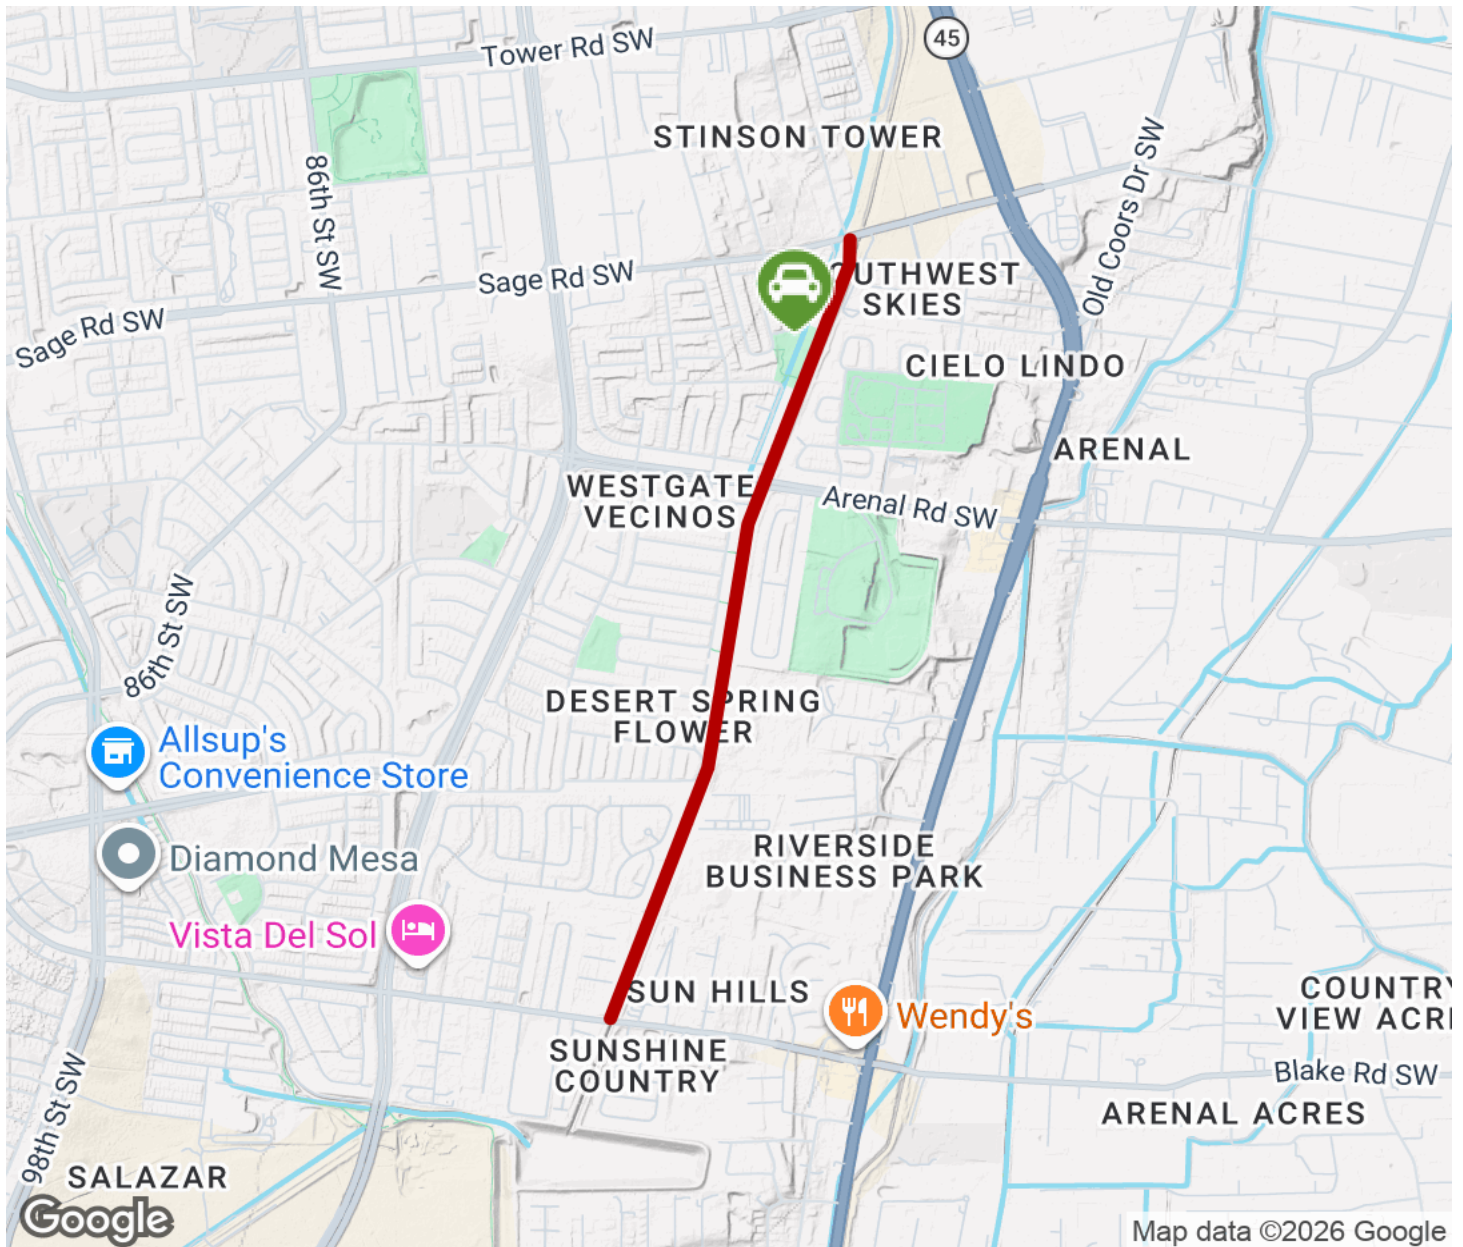 45
Tower Rd SW
STINSON TOWER
86th St SW
Old Coors Dr SW
Sage Rd SW
OUTHWEST
SKIES
Sage Rd SW
CIELO LINDO
ARENAL
WESTGATE
VECINOS
Arenal Rd SW
86th St SW
DESERT SPRING
FLOWER
Allsup's
Convenience Store
RIVERSIDE
BUSINESS PARK
Diamond Mesa
Vista Del Sol
SUN HILLS
Wendy's
COUNTRY
VIEW ACRE
SUNSHINE
COUNTRY
Blake Rd SW
98th St SW
ARENAL ACRES
SALAZAR
Google
Map data ©2026 Google